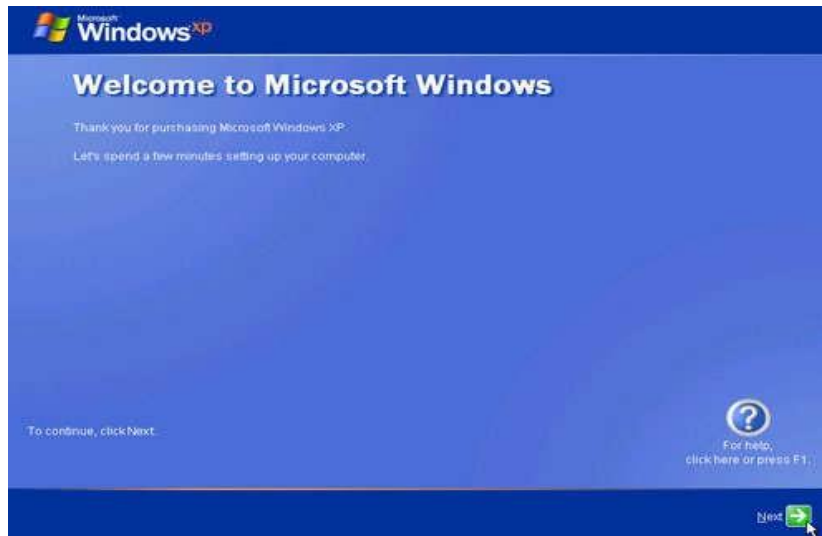 Microsoft
Windows xp
Welcome to Microsoft Windows
Thank you for purchasing Microsoft Windows XP
Let's spend a few minutes setting up your computer.
To continue, click Next.
?
For help,
click here or press F1.
Next